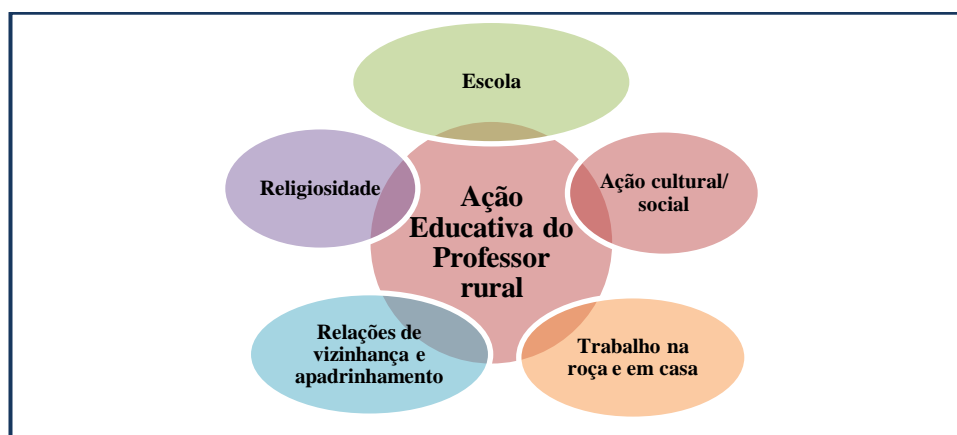 Escola
Religiosidade
Ação cultural/
social
Ação
Educativa do
Professor
rural
Relações de
vizinhança e
apadrinhamento
Trabalho na
roça e em casa